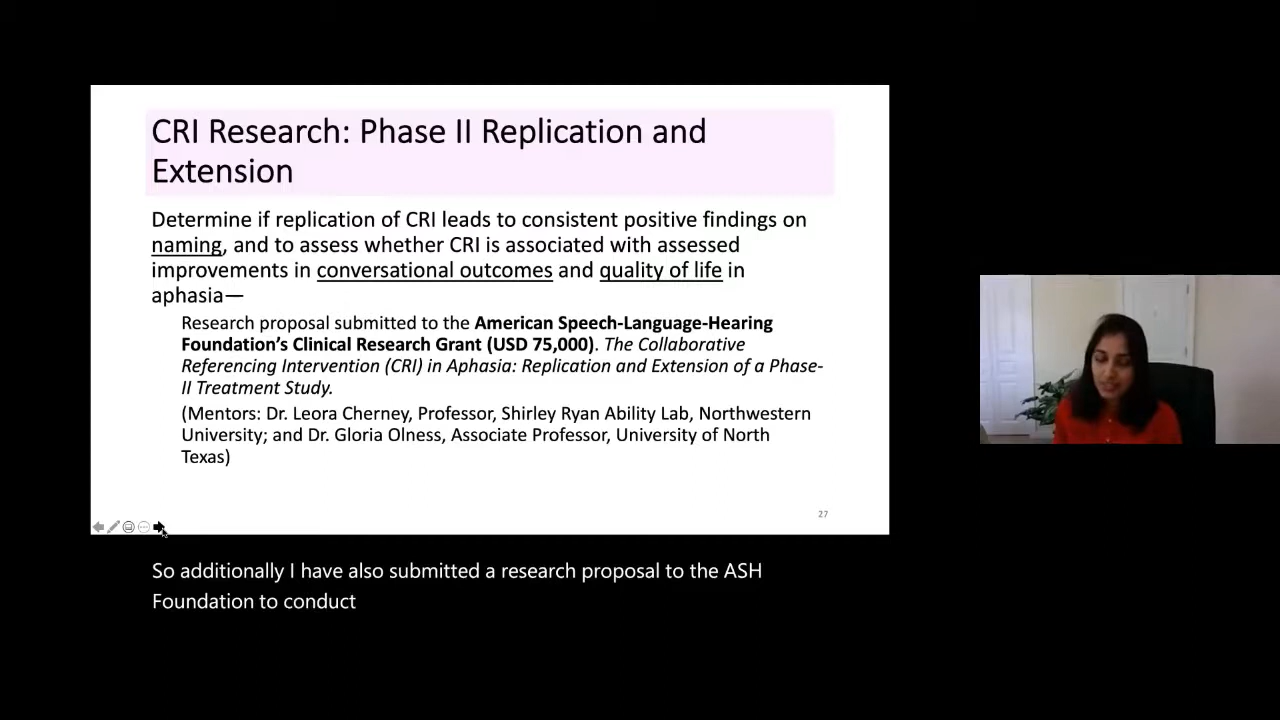 CRI Research: Phase II Replication and
Extension
Determine if replication of CRI leads to consistent positive findings on
naming, and to assess whether CRI is associated with assessed
improvements in conversational outcomes and quality of life in
aphasia—
Research proposal submitted to the American Speech-Language-Hearing
Foundation's Clinical Research Grant (USD 75,000). The Collaborative
Referencing Intervention (CRI) in Aphasia: Replication and Extension of a Phase-
II Treatment Study.
(Mentors: Dr. Leora Cherney, Professor, Shirley Ryan Ability Lab, Northwestern
University; and Dr. Gloria Olness, Associate Professor, University of North
Texas)
27
So additionally I have also submitted a research proposal to the ASH
Foundation to conduct